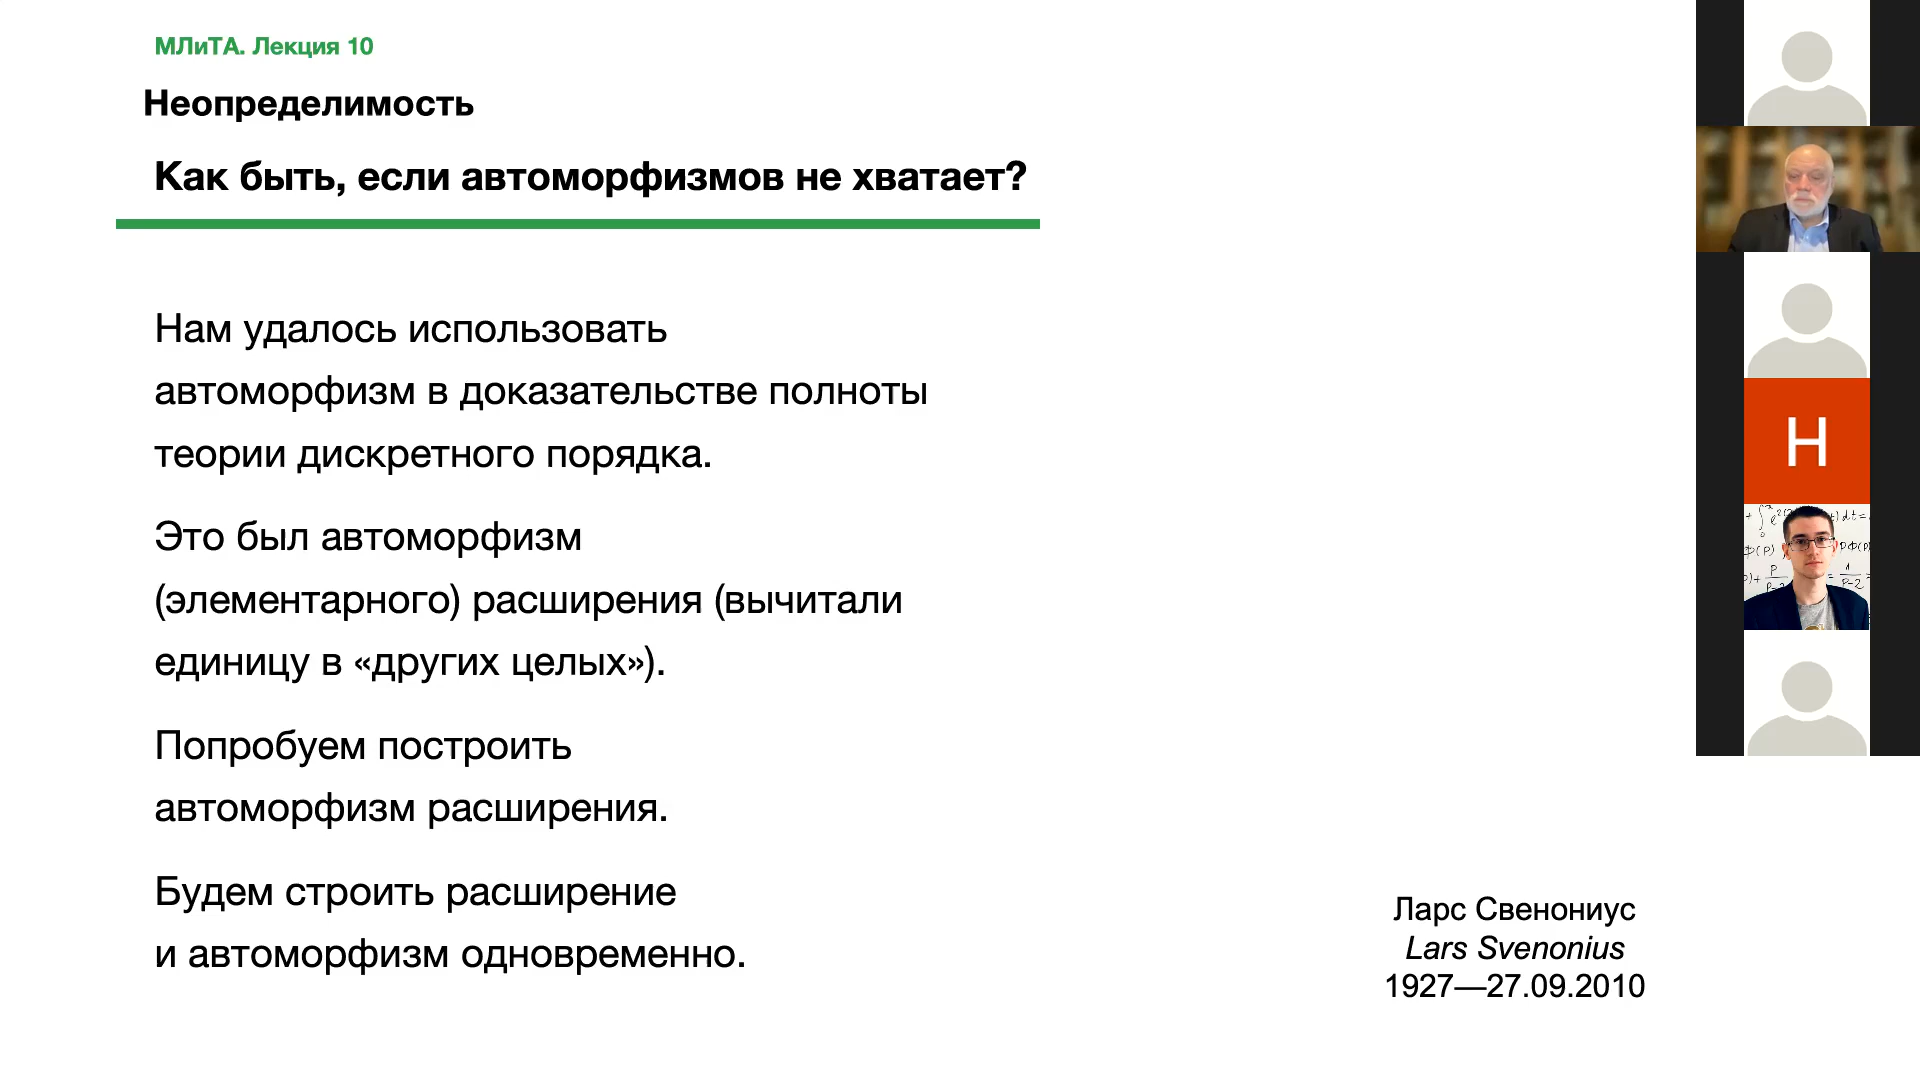 МЛиТА. Лекция 10
Неопределимость
Как быть, если автоморфизмов не хватает?
Нам удалось использовать
автоморфизм в доказательстве полноты
теории дискретного порядка.
Это был автоморфизм
(элементарного) расширения (вычитали
единицу в «других целых»).
Попробуем построить
автоморфизм расширения.
Будем строить расширение
и автоморфизм одновременно.
Ларс Свенониус
Lars Svenonius
1927—27.09.2010
Н